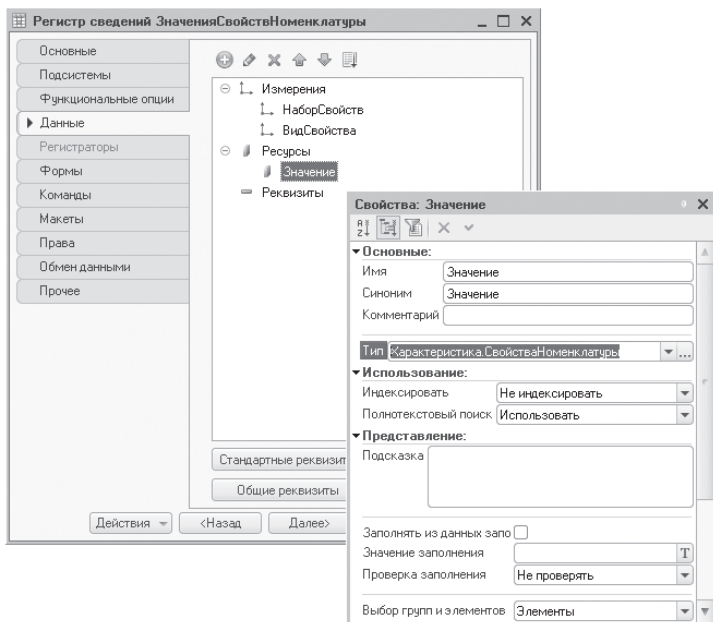 Регистр сведений ЗначенияСвойствНоменклатуры
Основные
Подсистемы
Функциональные опции
Данные
Регистраторы
Формы
Команды
Макеты
Права
Обмен данными
Прочее
Измерения
НаборСвойств
ВидСвойства
Ресурсы
Значение
Реквизиты
Стандартные реквизит
Общие реквизиты
Действия
<Назад
Далее>
Свойства: Значение
Основные:
Имя Значение
Синоним Значение
Комментарий
Тип Характеристика.СвойстваНоменклатуры
Использование:
Индексировать Не индексировать
Полнотекстовый поиск Использовать
Представление:
Подсказка
Заполнять из данных запо
Значение заполнения T
Проверка заполнения Не проверять
Выбор групп и элементов Элементы